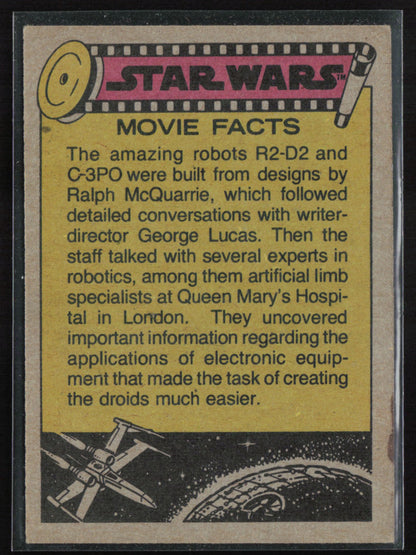 STAR WARS™
MOVIE FACTS
The amazing robots R2-D2 and
C-3PO were built from designs by
Ralph McQuarrie, which followed
detailed conversations with writer-
director George Lucas. Then the
staff talked with several experts in
robotics, among them artificial limb
specialists at Queen Mary's Hospi-
tal in London. They uncovered
important information regarding the
applications of electronic equip-
ment that made the task of creating
the droids much easier.